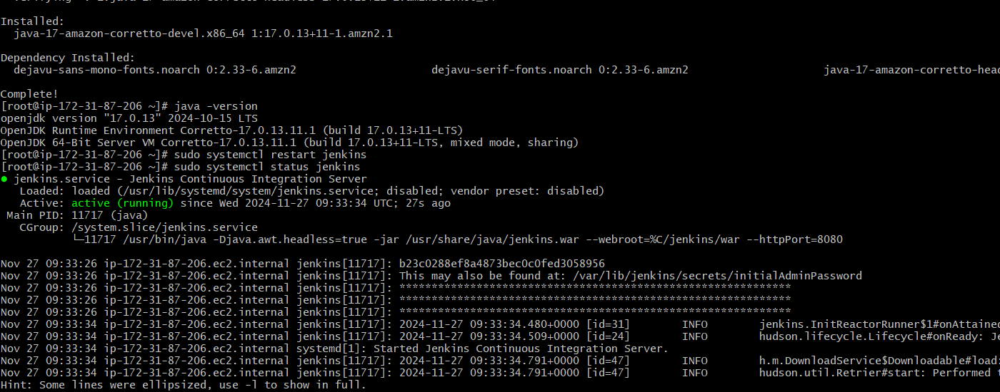 Installed:
  java-17-amazon-corretto-devel.x86_64 1:17.0.13+11-1.amzn2.1
Dependency Installed:
  dejavu-sans-mono-fonts.noarch 0:2.33-6.amzn2                     dejavu-serif-fonts.noarch 0:2.33-6.amzn2                     java-17-amazon-corretto-head
Complete!
[root@ip-172-31-87-206 ~]# java -version
openjdk version "17.0.13" 2024-10-15 LTS
OpenJDK Runtime Environment Corretto-17.0.13.11.1 (build 17.0.13+11-LTS)
OpenJDK 64-Bit Server VM Corretto-17.0.13.11.1 (build 17.0.13+11-LTS, mixed mode, sharing)
[root@ip-172-31-87-206 ~]# sudo systemctl restart jenkins
[root@ip-172-31-87-206 ~]# sudo systemctl status jenkins
● jenkins.service - Jenkins Continuous Integration Server
   Loaded: loaded (/usr/lib/systemd/system/jenkins.service; disabled; vendor preset: disabled)
   Active: active (running) since Wed 2024-11-27 09:33:34 UTC; 27s ago
 Main PID: 11717 (java)
   CGroup: /system.slice/jenkins.service
           └─11717 /usr/bin/java -Djava.awt.headless=true -jar /usr/share/java/jenkins.war --webroot=%C/jenkins/war --httpPort=8080
Nov 27 09:33:26 ip-172-31-87-206.ec2.internal jenkins[11717]: b23c0288ef8a4873bec0c0fed3058956
Nov 27 09:33:26 ip-172-31-87-206.ec2.internal jenkins[11717]: This may also be found at: /var/lib/jenkins/secrets/initialAdminPassword
Nov 27 09:33:26 ip-172-31-87-206.ec2.internal jenkins[11717]: *************************************************************
Nov 27 09:33:26 ip-172-31-87-206.ec2.internal jenkins[11717]: *************************************************************
Nov 27 09:33:26 ip-172-31-87-206.ec2.internal jenkins[11717]: *************************************************************
Nov 27 09:33:34 ip-172-31-87-206.ec2.internal jenkins[11717]: 2024-11-27 09:33:34.480+0000 [id=31]        INFO        jenkins.InitReactorRunner$1#onAttained
Nov 27 09:33:34 ip-172-31-87-206.ec2.internal jenkins[11717]: 2024-11-27 09:33:34.509+0000 [id=24]        INFO        hudson.lifecycle.Lifecycle#onReady: Je
Nov 27 09:33:34 ip-172-31-87-206.ec2.internal systemd[1]: Started Jenkins Continuous Integration Server.
Nov 27 09:33:34 ip-172-31-87-206.ec2.internal jenkins[11717]: 2024-11-27 09:33:34.791+0000 [id=47]        INFO        h.m.DownloadService$Downloadable#load:
Nov 27 09:33:34 ip-172-31-87-206.ec2.internal jenkins[11717]: 2024-11-27 09:33:34.791+0000 [id=47]        INFO        hudson.util.Retrier#start: Performed t
Hint: Some lines were ellipsized, use -l to show in full.